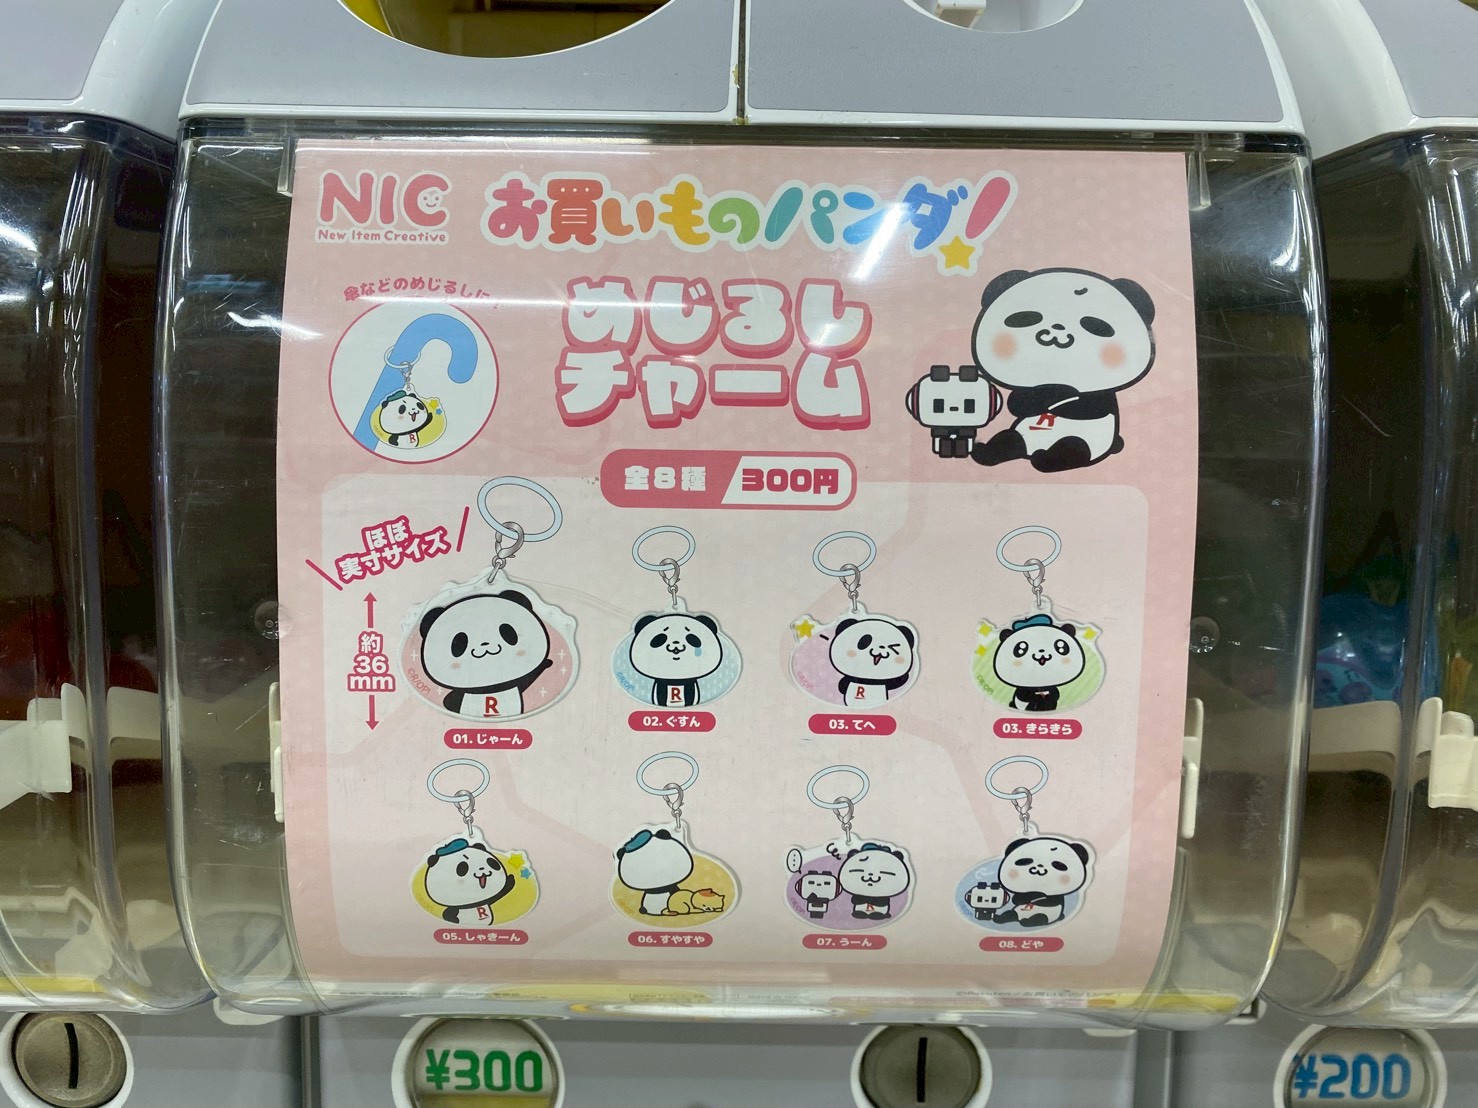 NIC
New Item Creative
お買いものパンダ!
傘などのめじるしに!
めじるし
チャーム
全8種 300円
ほぼ
実寸サイズ
約
36
mm
01. じゃーん
02. ぐすん
03. てへ
03. きらきら
05. しゃきーん
06. すやすや
07. うーん
08. どや
¥300
¥200